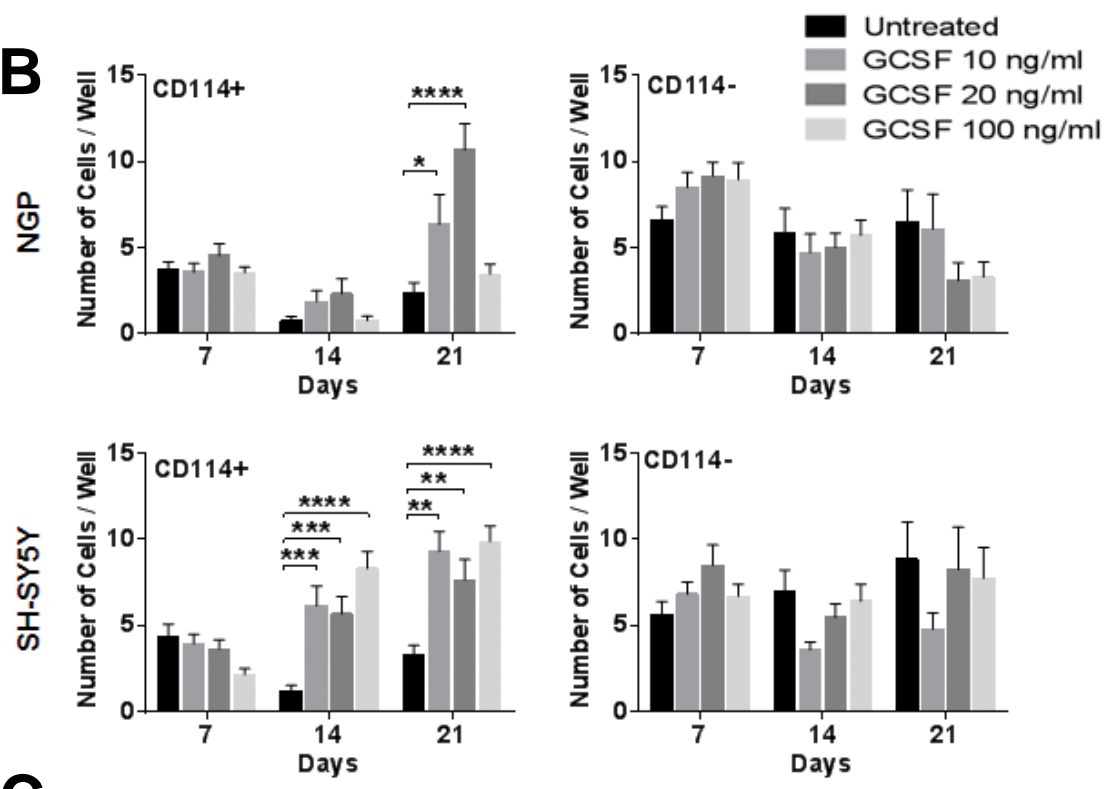 B
Untreated
GCSF 10 ng/ml
GCSF 20 ng/ml
GCSF 100 ng/ml
NGP
CD114+
Number of Cells / Well
15
10
5
0
*
****
7 14 21
Days
CD114-
Number of Cells / Well
15
10
5
0
7 14 21
Days
SH-SY5Y
CD114+
Number of Cells / Well
15
10
5
0
****
***
***
****
**
**
7 14 21
Days
CD114-
Number of Cells / Well
15
10
5
0
7 14 21
Days